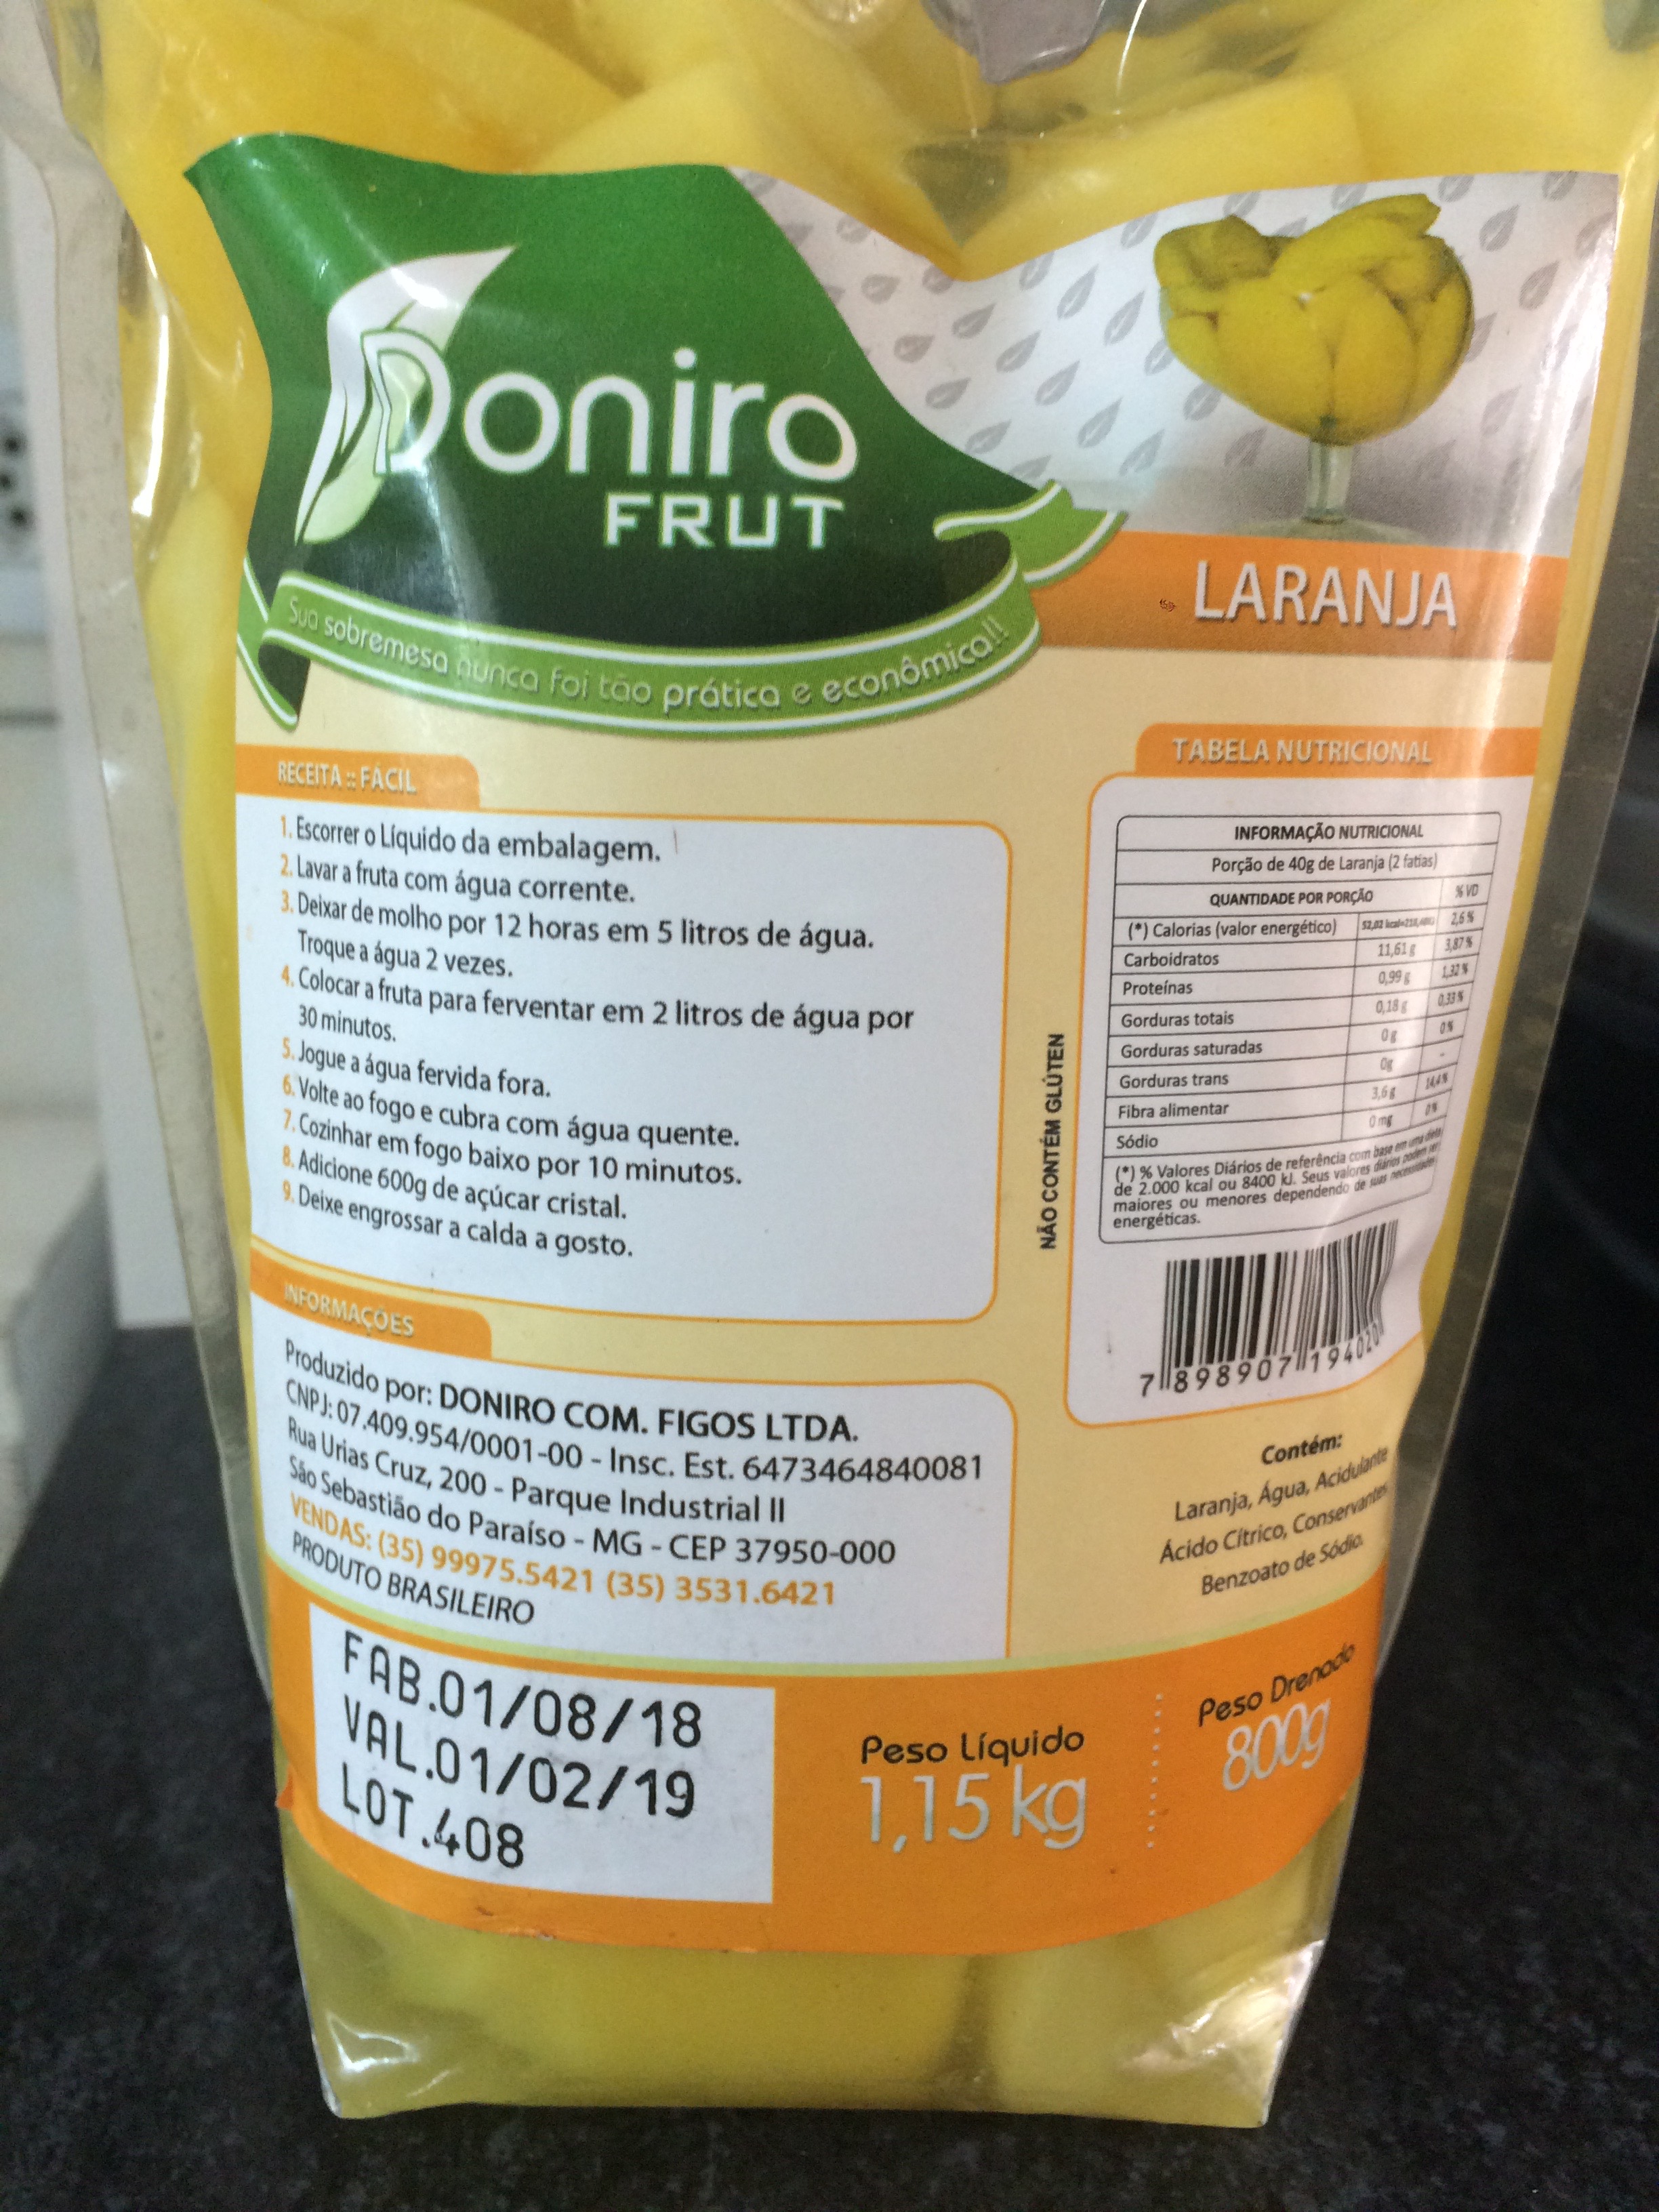 Doniro
FRUT
Sua sobremesa nunca foi tão prática e econômica!!
LARANJA
RECEITA :: FÁCIL
1. Escorrer o Líquido da embalagem.
2. Lavar a fruta com água corrente.
3. Deixar de molho por 12 horas em 5 litros de água.
Troque a água 2 vezes.
4. Colocar a fruta para ferventar em 2 litros de água por
30 minutos.
5. Jogue a água fervida fora.
6. Volte ao fogo e cubra com água quente.
7. Cozinhar em fogo baixo por 10 minutos.
8. Adicione 600g de açúcar cristal.
9. Deixe engrossar a calda a gosto.
NÃO CONTÉM GLÚTEN
TABELA NUTRICIONAL
INFORMAÇÃO NUTRICIONAL
Porção de 40g de Laranja (2 fatias)
QUANTIDADE POR PORÇÃO % VD
(*) Calorias (valor energético) 2,6 %
Carboidratos 11,61 g 3,87 %
Proteínas 0,99 g 1,32 %
Gorduras totais 0,18 g 0,33 %
Gorduras saturadas 0 g 0%
Gorduras trans 0g -
Fibra alimentar 3,6 g 14,4%
Sódio 0 mg 0%
(*) % Valores Diários de referência com base em uma dieta
de 2.000 kcal ou 8400 kJ. Seus valores diários podem ser
maiores ou menores dependendo de suas necessidades
energéticas.
7 898907 194020
INFORMAÇÕES
Produzido por: DONIRO COM. FIGOS LTDA.
CNPJ: 07.409.954/0001-00 - Insc. Est. 6473464840081
Rua Urias Cruz, 200 - Parque Industrial II
São Sebastião do Paraíso - MG - CEP 37950-000
VENDAS: (35) 99975.5421 (35) 3531.6421
PRODUTO BRASILEIRO
Contém:
Laranja, Água, Acidulante
Ácido Cítrico, Conservantes
Benzoato de Sódio.
FAB.01/08/18
VAL.01/02/19
LOT.408
Peso Líquido
1,15 kg
Peso Drenado
800g